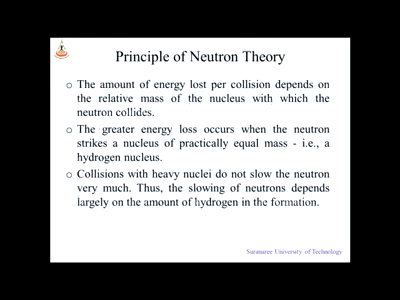 Principle of Neutron Theory
o The amount of energy lost per collision depends on
the relative mass of the nucleus with which the
neutron collides.
o The greater energy loss occurs when the neutron
strikes a nucleus of practically equal mass - i.e., a
hydrogen nucleus.
o Collisions with heavy nuclei do not slow the neutron
very much. Thus, the slowing of neutrons depends
largely on the amount of hydrogen in the formation.
Suranaree University of Technology